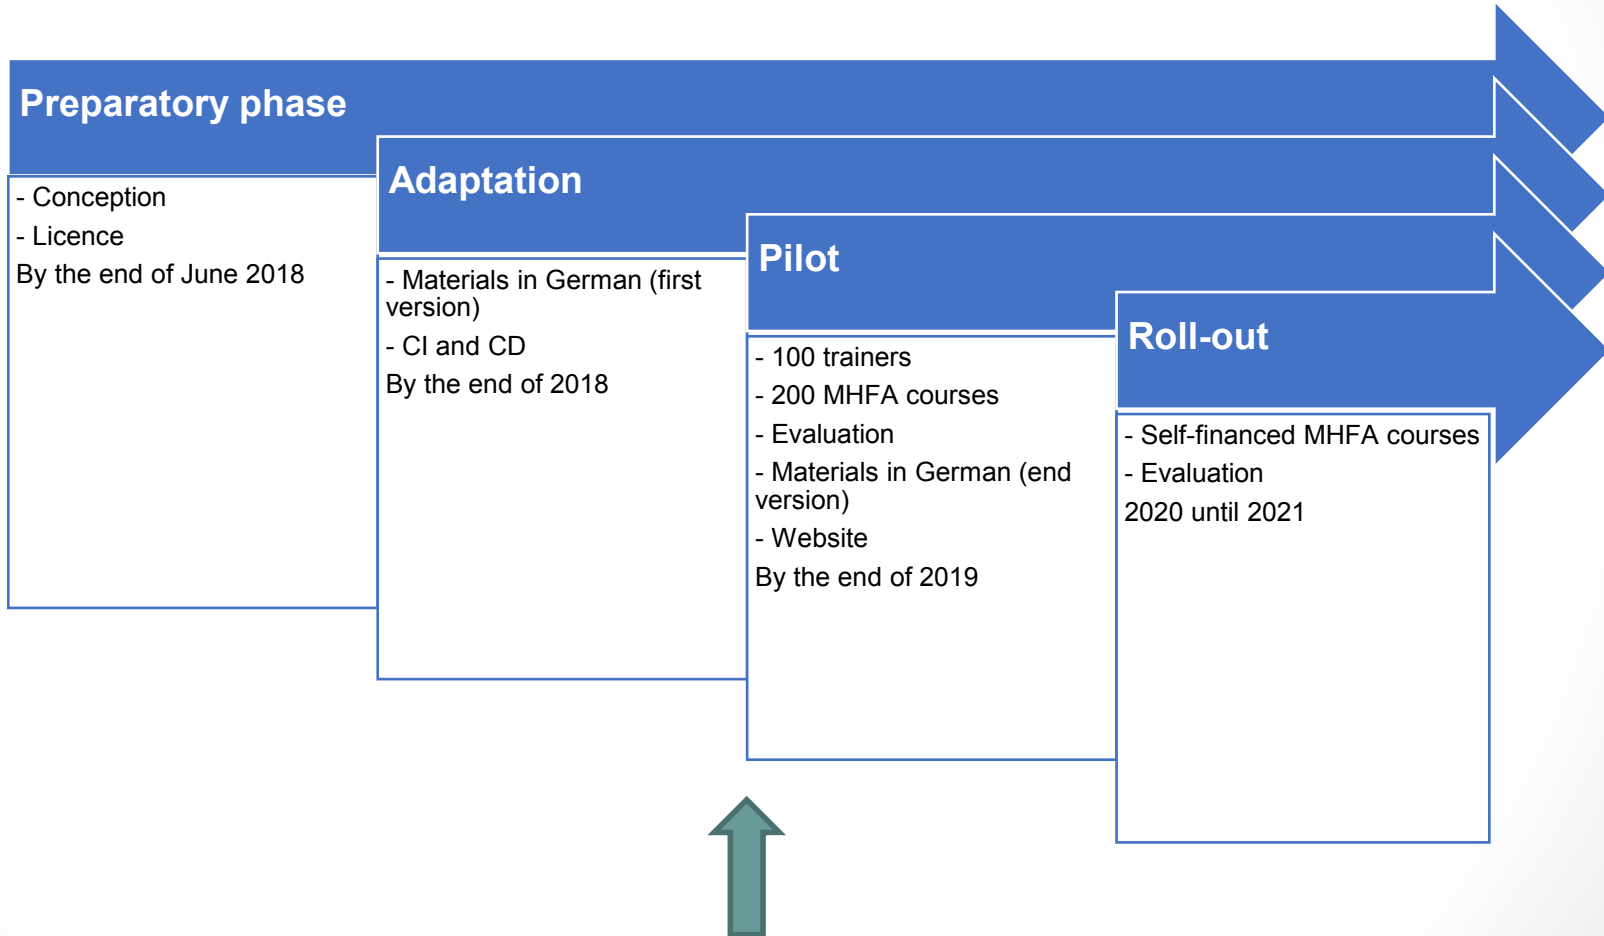 Preparatory phase
- Conception
- Licence
By the end of June 2018
Adaptation
- Materials in German (first
version)
- CI and CD
By the end of 2018
Pilot
- 100 trainers
- 200 MHFA courses
- Evaluation
- Materials in German (end
version)
- Website
By the end of 2019
Roll-out
- Self-financed MHFA courses
- Evaluation
2020 until 2021